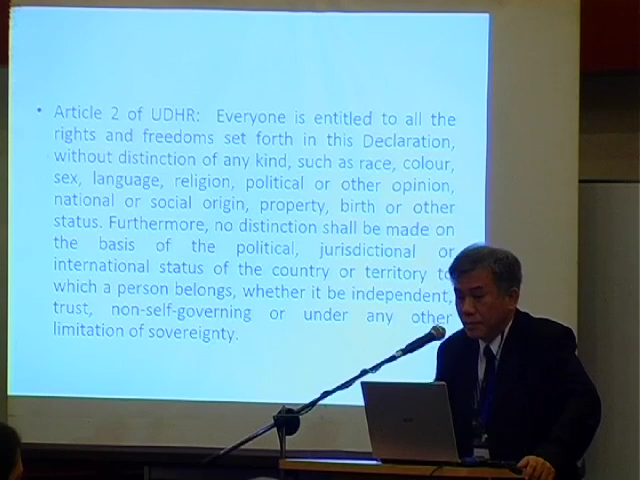 • Article 2 of UDHR: Everyone is entitled to all the
rights and freedoms set forth in this Declaration,
without distinction of any kind, such as race, colour,
sex, language, religion, political or other opinion,
national or social origin, property, birth or other
status. Furthermore, no distinction shall be made on
the basis of the political, jurisdictional or
international status of the country or territory to
which a person belongs, whether it be independent,
trust, non-self-governing or under any other
limitation of sovereignty.